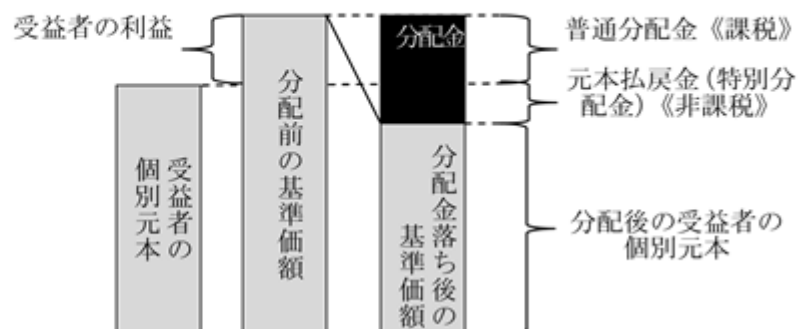 受益者の利益
受益者の
個別元本
分配前の基準価額
分配金
分配金落ち後の
基準価額
普通分配金《課税》
元本払戻金(特別分
配金)《非課税》
分配後の受益者の
個別元本